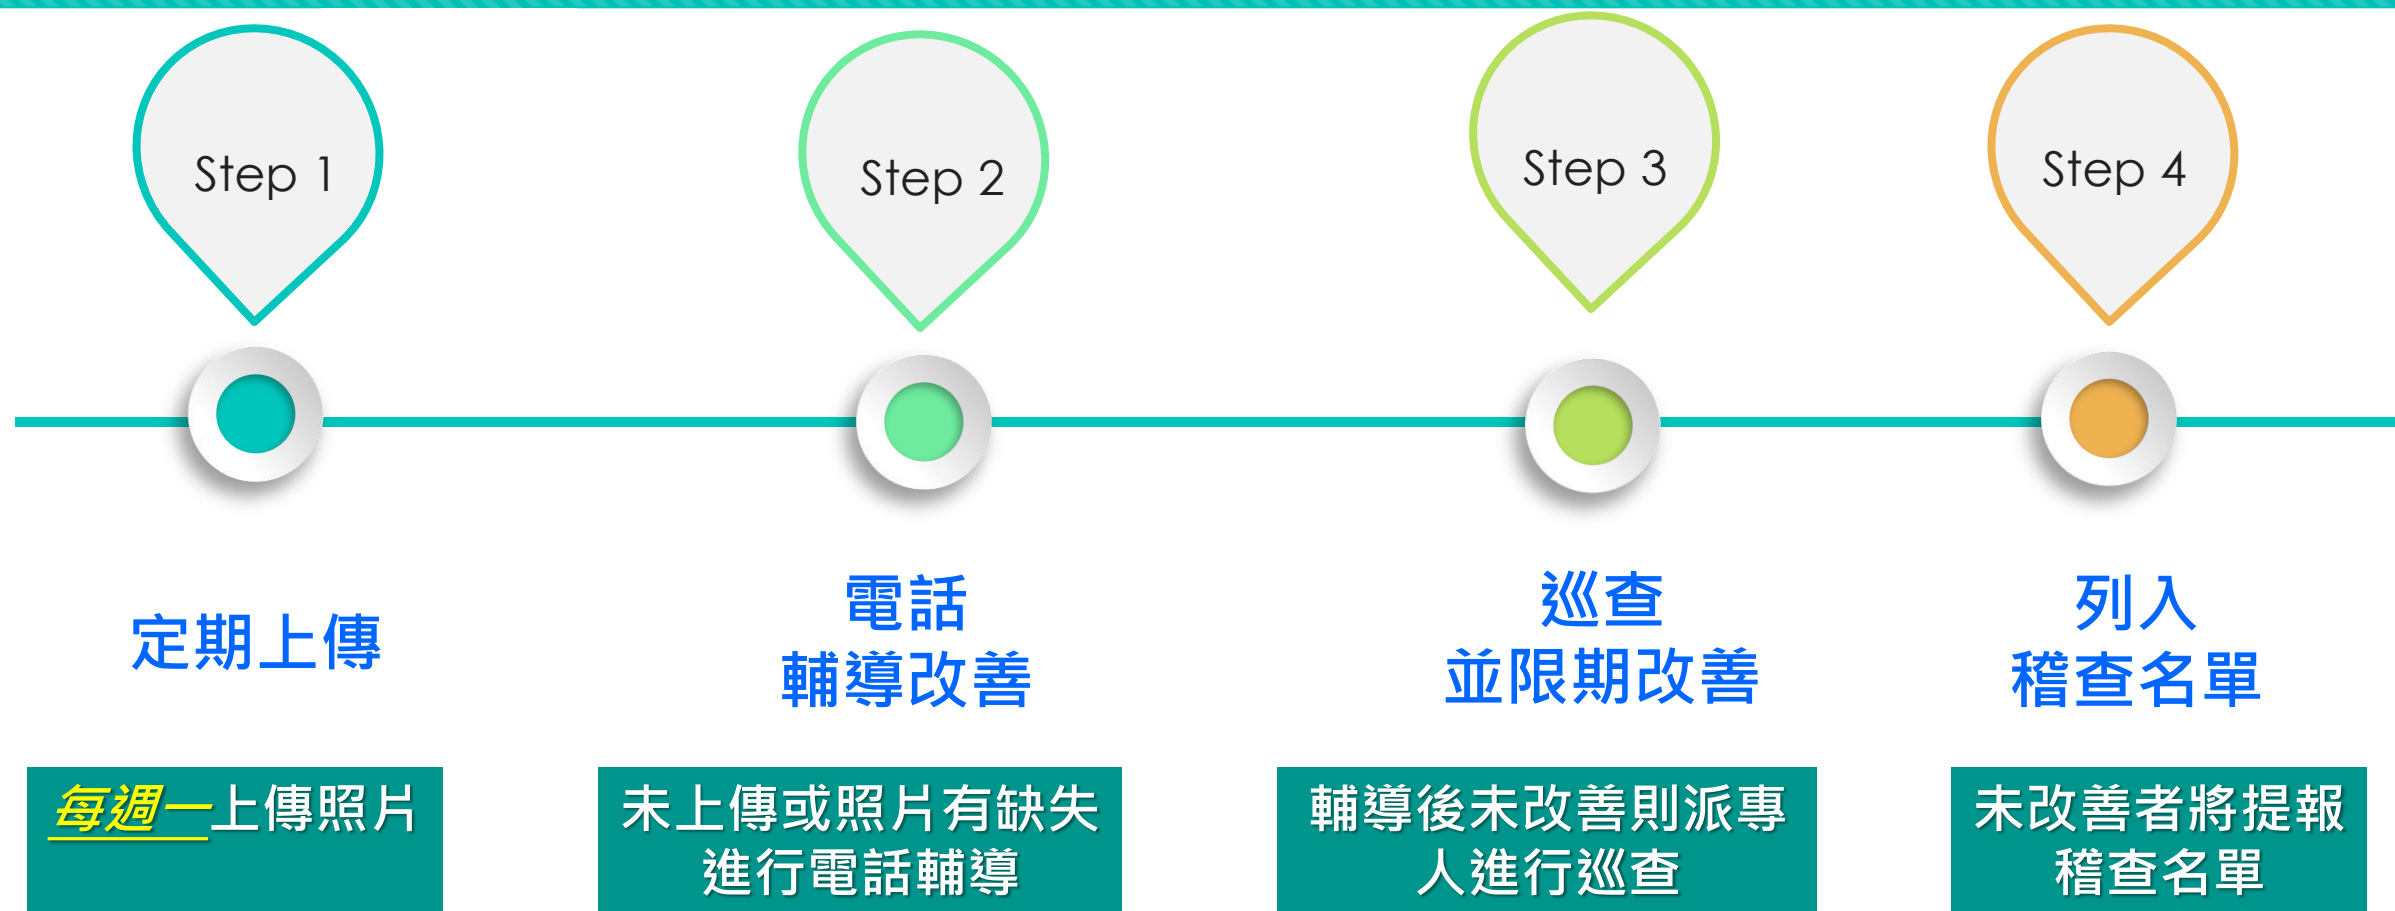 Step 1
Step 2
Step 3
Step 4
定期上傳
電話
輔導改善
巡查
並限期改善
列入
稽查名單
每週一上傳照片
未上傳或照片有缺失
進行電話輔導
輔導後未改善則派專
人進行巡查
未改善者將提報
稽查名單